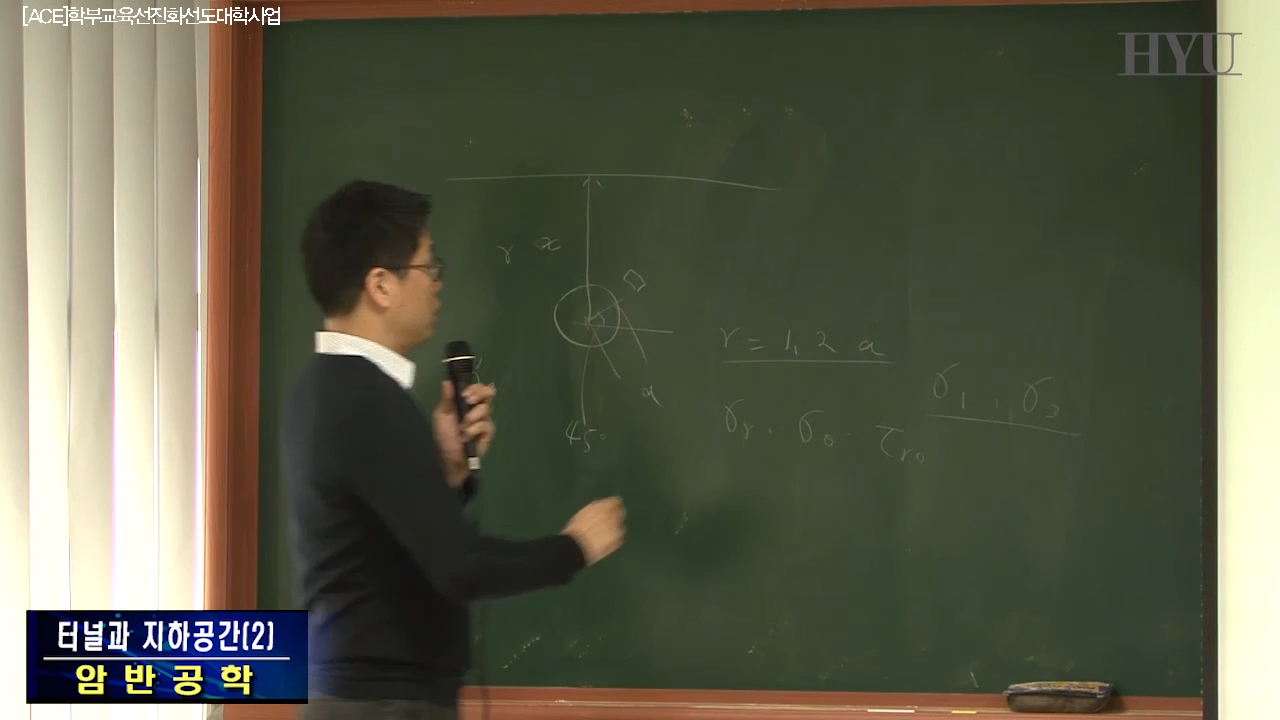 [ACE]학부교육선진화선도대학사업
HYU
γ x
r = 1, 2 a
σ₁ , σ₃
a
σr , σθ . τrθ
45°
터널과 지하공간(2)
암반공학